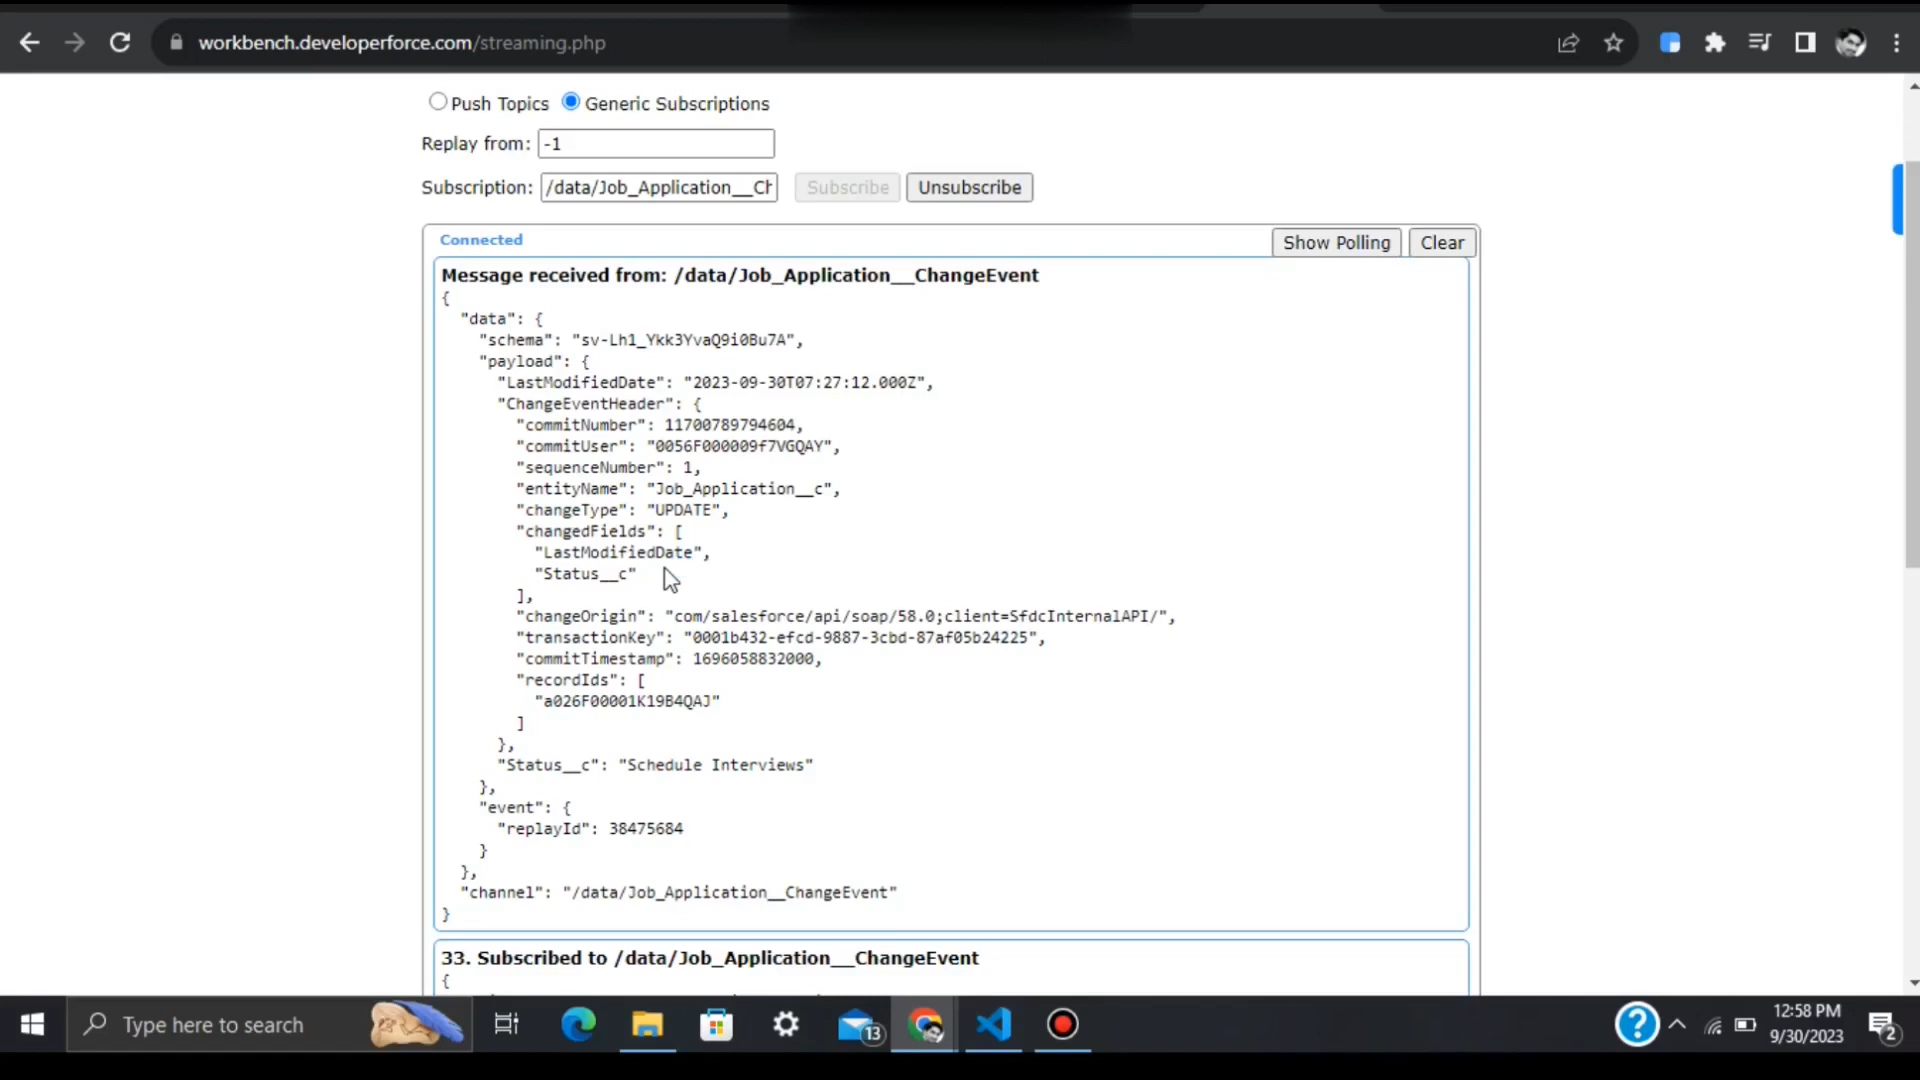 workbench.developerforce.com/streaming.php
Push Topics Generic Subscriptions
Replay from: -1
Subscription: /data/Job_Application__Ch Subscribe Unsubscribe
Connected Show Polling Clear
Message received from: /data/Job_Application__ChangeEvent
{
"data": {
"schema": "sv-Lh1_Ykk3YvaQ9i0Bu7A",
"payload": {
"LastModifiedDate": "2023-09-30T07:27:12.000Z",
"ChangeEventHeader": {
"commitNumber": 11700789794604,
"commitUser": "0056F000009f7VGQAY",
"sequenceNumber": 1,
"entityName": "Job_Application__c",
"changeType": "UPDATE",
"changedFields": [
"LastModifiedDate",
"Status__c"
],
"changeOrigin": "com/salesforce/api/soap/58.0;client=SfdcInternalAPI/",
"transactionKey": "0001b432-efcd-9887-3cbd-87af05b24225",
"commitTimestamp": 1696058832000,
"recordIds": [
"a026F00001K19B4QAJ"
]
},
"Status__c": "Schedule Interviews"
},
"event": {
"replayId": 38475684
}
},
"channel": "/data/Job_Application__ChangeEvent"
}
33. Subscribed to /data/Job_Application__ChangeEvent
{
Type here to search
13
12:58 PM
9/30/2023
2